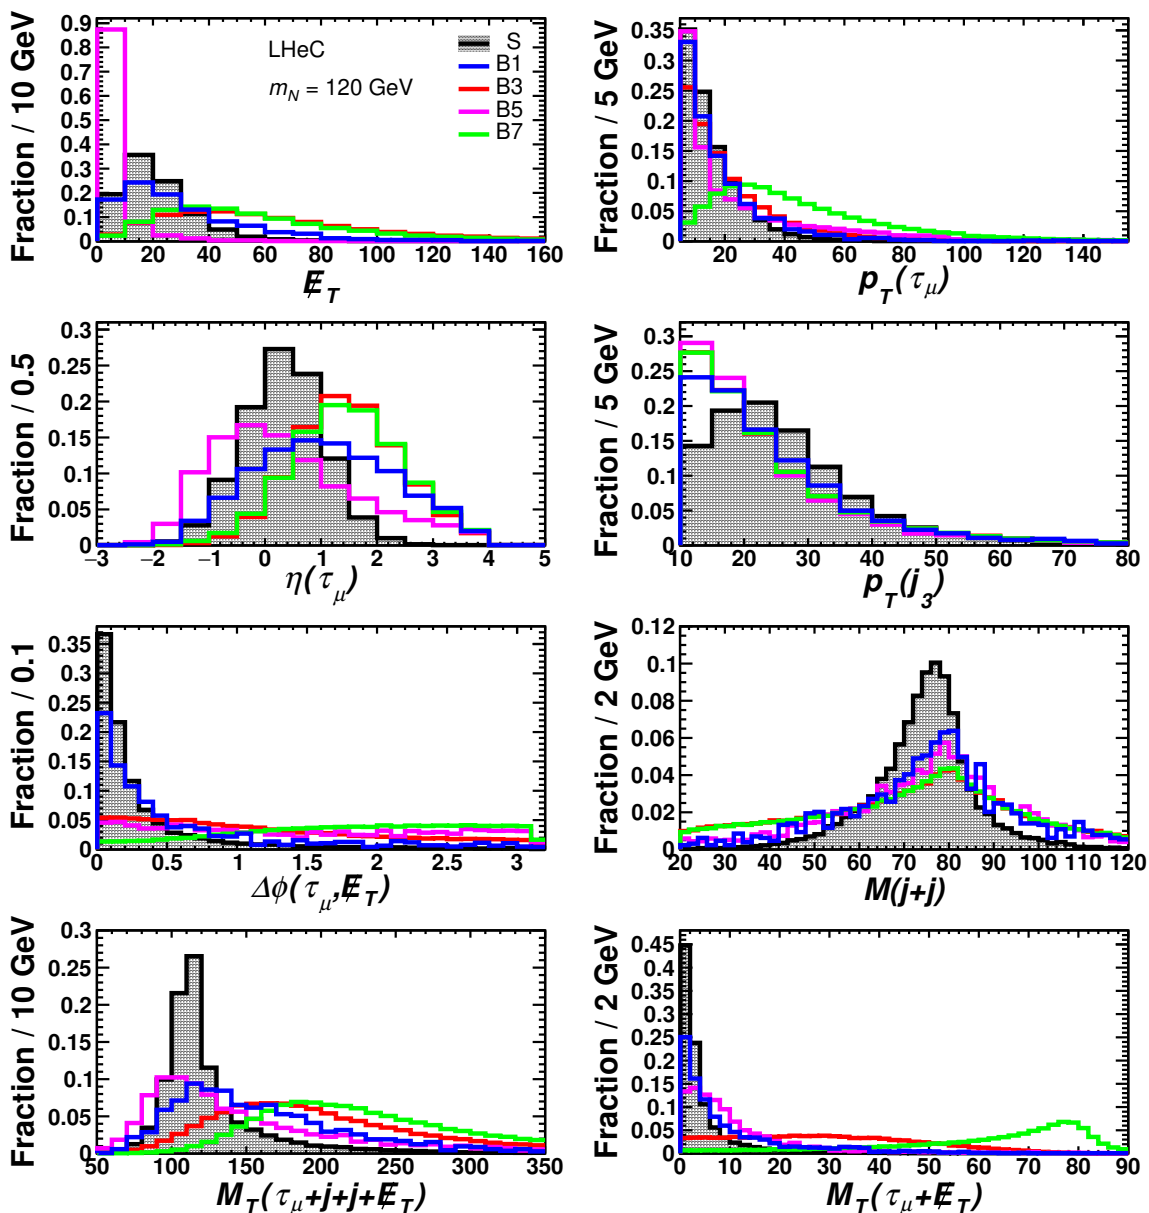 Fraction / 10 GeV
0.9
0.8
0.7
0.6
0.5
0.4
0.3
0.2
0.1
0
LHeC
m_N = 120 GeV
S
B1
B3
B5
B7
0 20 40 60 80 100 120 140 160
E̸_T
Fraction / 5 GeV
0.35
0.3
0.25
0.2
0.15
0.1
0.05
0
20 40 60 80 100 120 140
p_T(τ_μ)
Fraction / 0.5
0.3
0.25
0.2
0.15
0.1
0.05
0
−3 −2 −1 0 1 2 3 4 5
η(τ_μ)
Fraction / 5 GeV
0.3
0.25
0.2
0.15
0.1
0.05
0
10 20 30 40 50 60 70 80
p_T(j_3)
Fraction / 0.1
0.35
0.3
0.25
0.2
0.15
0.1
0.05
0
0 0.5 1 1.5 2 2.5 3
Δϕ(τ_μ,E̸_T)
Fraction / 2 GeV
0.12
0.1
0.08
0.06
0.04
0.02
0
20 30 40 50 60 70 80 90 100 110 120
M(j+j)
Fraction / 10 GeV
0.3
0.25
0.2
0.15
0.1
0.05
0
50 100 150 200 250 300 350
M_T(τ_μ+j+j+E̸_T)
Fraction / 2 GeV
0.45
0.4
0.35
0.3
0.25
0.2
0.15
0.1
0.05
0
0 10 20 30 40 50 60 70 80 90
M_T(τ_μ+E̸_T)